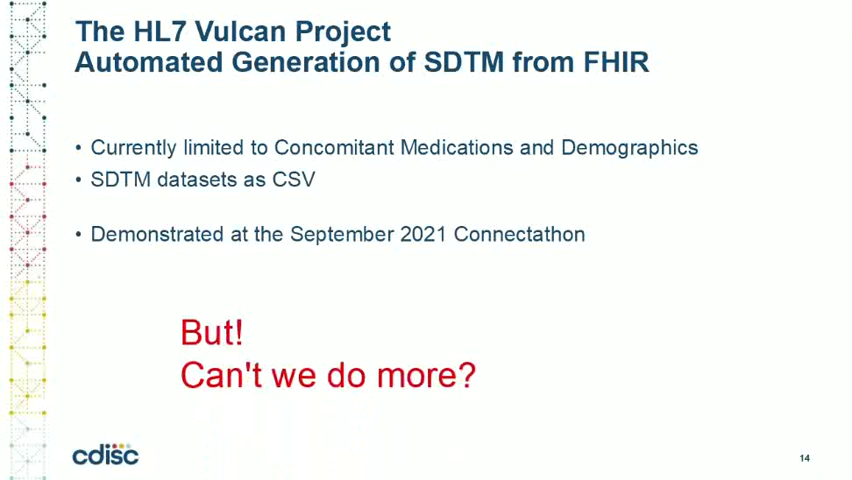 The HL7 Vulcan Project
Automated Generation of SDTM from FHIR
• Currently limited to Concomitant Medications and Demographics
• SDTM datasets as CSV
• Demonstrated at the September 2021 Connectathon
But!
Can't we do more?
cdisc
14